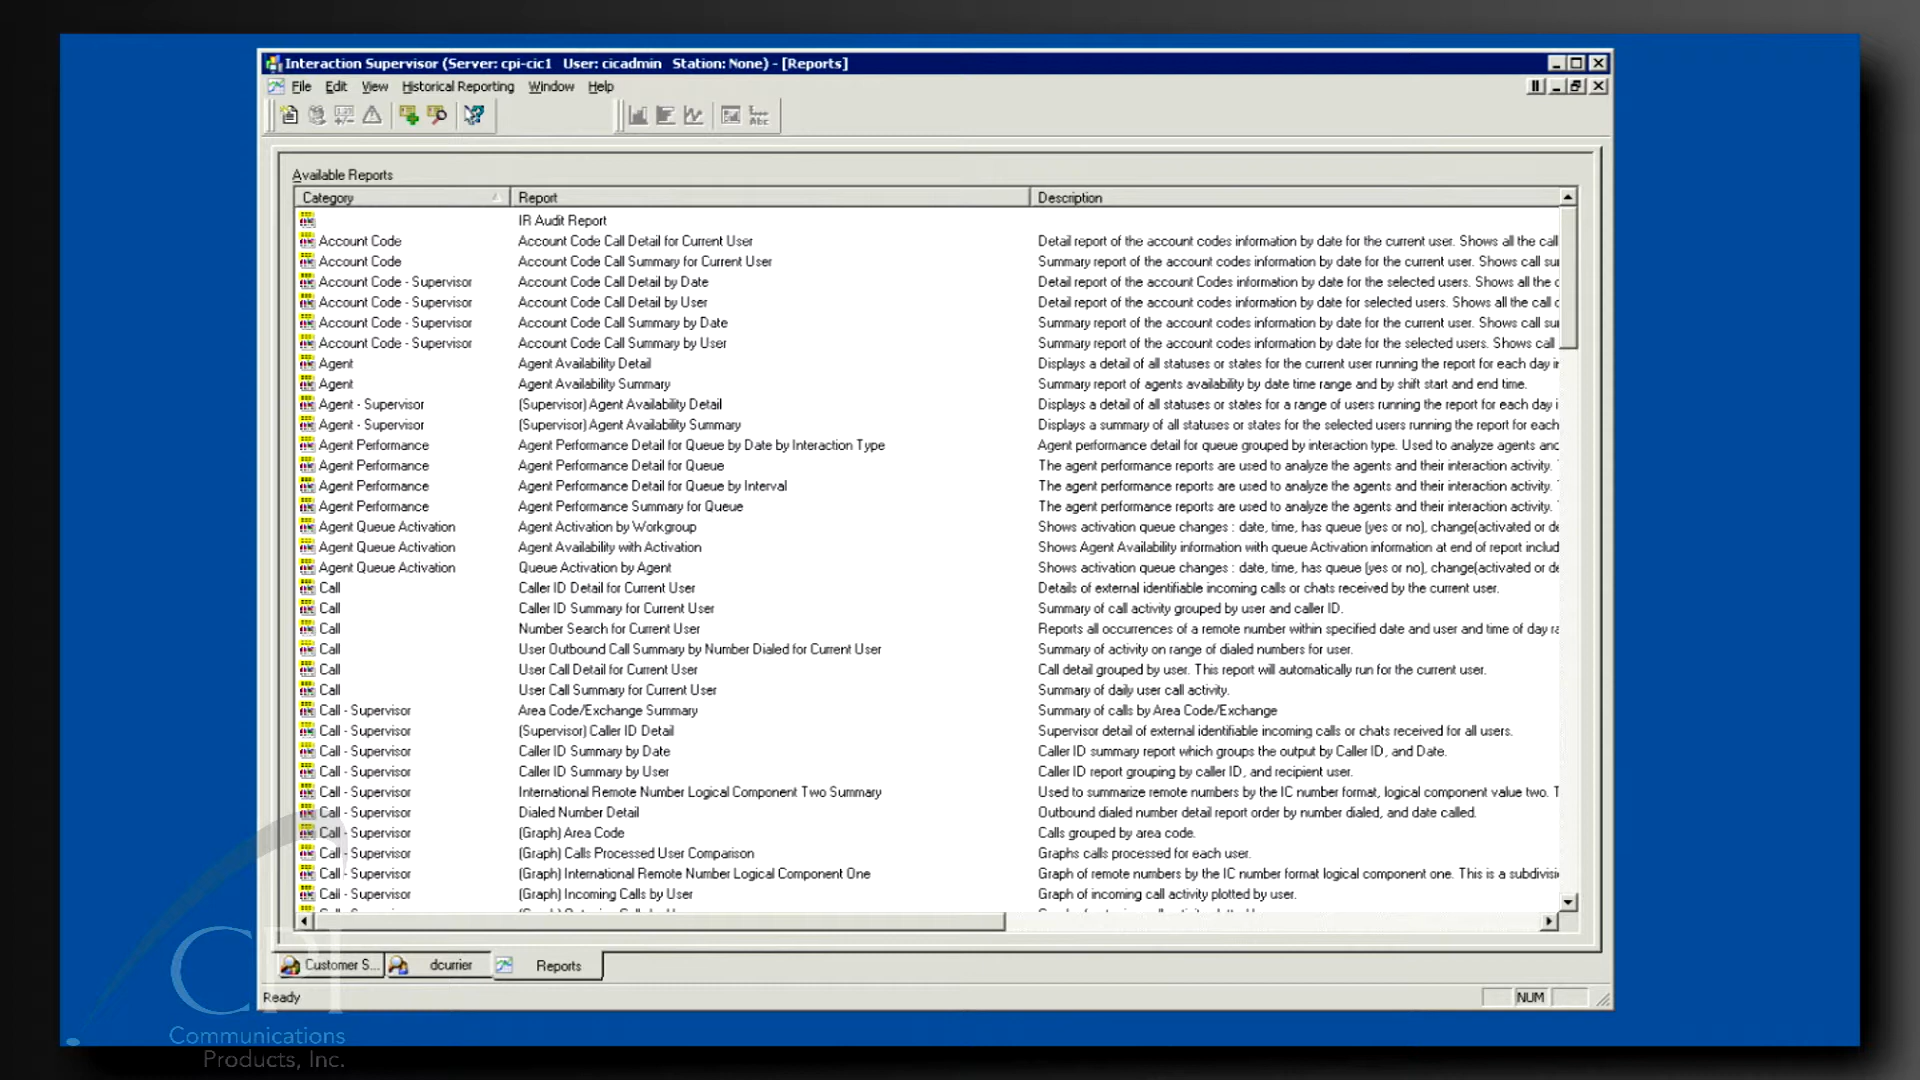 Interaction Supervisor (Server: cpi-cic1 User: cicadmin Station: None) - [Reports]
File Edit View Historical Reporting Window Help
Available Reports
Category Report Description
IR Audit Report
Account Code Account Code Call Detail for Current User Detail report of the account codes information by date for the current user. Shows all the call
Account Code Account Code Call Summary for Current User Summary report of the account codes information by date for the current user. Shows call su
Account Code - Supervisor Account Code Call Detail by Date Detail report of the account Codes information by date for the selected users. Shows all the c
Account Code - Supervisor Account Code Call Detail by User Detail report of the account codes information by date for selected users. Shows all the call c
Account Code - Supervisor Account Code Call Summary by Date Summary report of the account codes information by date for the current user. Shows call su
Account Code - Supervisor Account Code Call Summary by User Summary report of the account codes information by date for the selected users. Shows call
Agent Agent Availability Detail Displays a detail of all statuses or states for the current user running the report for each day i
Agent Agent Availability Summary Summary report of agents availability by date time range and by shift start and end time.
Agent - Supervisor (Supervisor) Agent Availability Detail Displays a detail of all statuses or states for a range of users running the report for each day i
Agent - Supervisor (Supervisor) Agent Availability Summary Displays a summary of all statuses or states for the selected users running the report for each
Agent Performance Agent Performance Detail for Queue by Date by Interaction Type Agent performance detail for queue grouped by interaction type. Used to analyze agents and
Agent Performance Agent Performance Detail for Queue The agent performance reports are used to analyze the agents and their interaction activity.
Agent Performance Agent Performance Detail for Queue by Interval The agent performance reports are used to analyze the agents and their interaction activity.
Agent Performance Agent Performance Summary for Queue The agent performance reports are used to analyze the agents and their interaction activity.
Agent Queue Activation Agent Activation by Workgroup Shows activation queue changes : date, time, has queue (yes or no), change(activated or de
Agent Queue Activation Agent Availability with Activation Shows Agent Availability information with queue Activation information at end of report includ
Agent Queue Activation Queue Activation by Agent Shows activation queue changes : date, time, has queue (yes or no), change(activated or de
Call Caller ID Detail for Current User Details of external identifiable incoming calls or chats received by the current user.
Call Caller ID Summary for Current User Summary of call activity grouped by user and caller ID.
Call Number Search for Current User Reports all occurrences of a remote number within specified date and user and time of day ra
Call User Outbound Call Summary by Number Dialed for Current User Summary of activity on range of dialed numbers for user.
Call User Call Detail for Current User Call detail grouped by user. This report will automatically run for the current user.
Call User Call Summary for Current User Summary of daily user call activity.
Call - Supervisor Area Code/Exchange Summary Summary of calls by Area Code/Exchange
Call - Supervisor (Supervisor) Caller ID Detail Supervisor detail of external identifiable incoming calls or chats received for all users.
Call - Supervisor Caller ID Summary by Date Caller ID summary report which groups the output by Caller ID, and Date.
Call - Supervisor Caller ID Summary by User Caller ID report grouping by caller ID, and recipient user.
Call - Supervisor International Remote Number Logical Component Two Summary Used to summarize remote numbers by the IC number format, logical component value two. T
Call - Supervisor Dialed Number Detail Outbound dialed number detail report order by number dialed, and date called.
Call - Supervisor (Graph) Area Code Calls grouped by area code.
Call - Supervisor (Graph) Calls Processed User Comparison Graphs calls processed for each user.
Call - Supervisor (Graph) International Remote Number Logical Component One Graph of remote numbers by the IC number format logical component one. This is a subdivisi
Call - Supervisor (Graph) Incoming Calls by User Graph of incoming call activity plotted by user.
Customer S... dcurrier Reports
Ready NUM
CPI
Communications
Products, Inc.